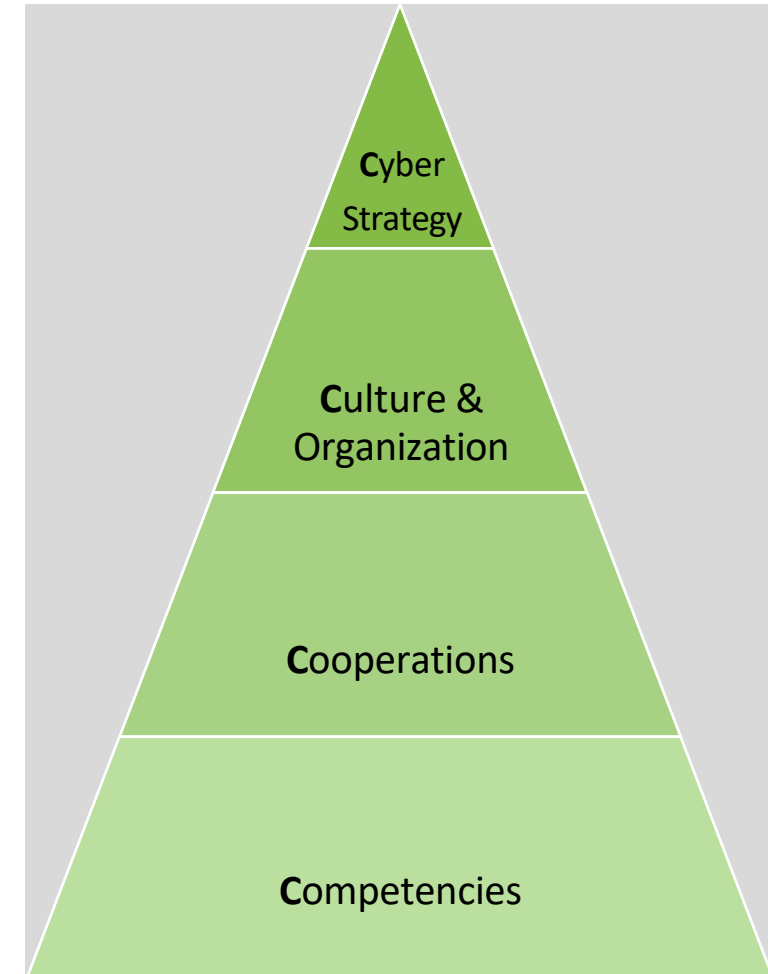 Cyber
Strategy
Culture &
Organization
Cooperations
Competencies